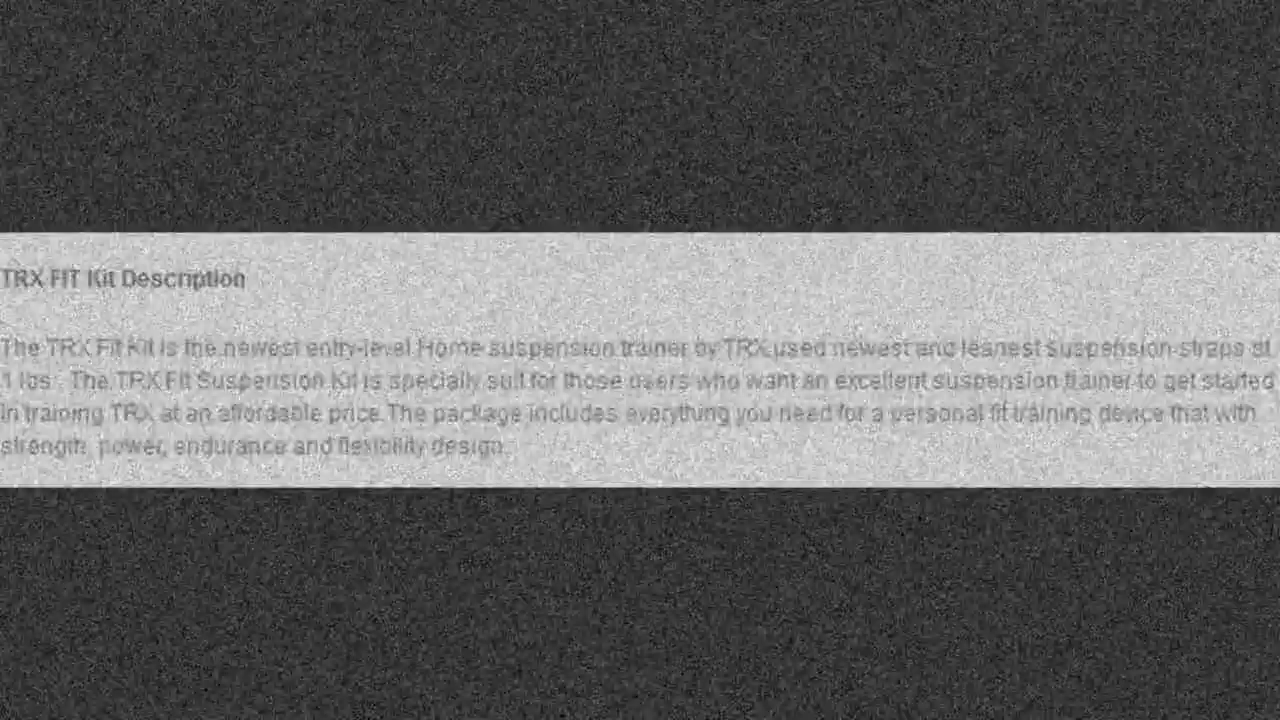 TRX FIT Kit Description
The TRX Fit Kit is the newest entry-level Home suspension trainer by TRX,used newest and leanest Suspension straps at
1 lbs . The TRX Fit Suspension Kit is specially suit for those users who want an excellent suspension trainer to get started
in training TRX at an affordable price.The package includes everything you need for a personal fit training device that with
strength, power, endurance and flexibility design.